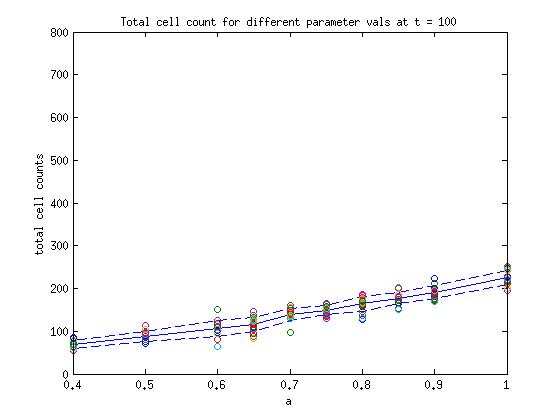 Total cell count for different parameter vals at t = 100
800
700
600
500
400
300
200
100
0
total cell counts
0.4 0.5 0.6 0.7 0.8 0.9 1
a